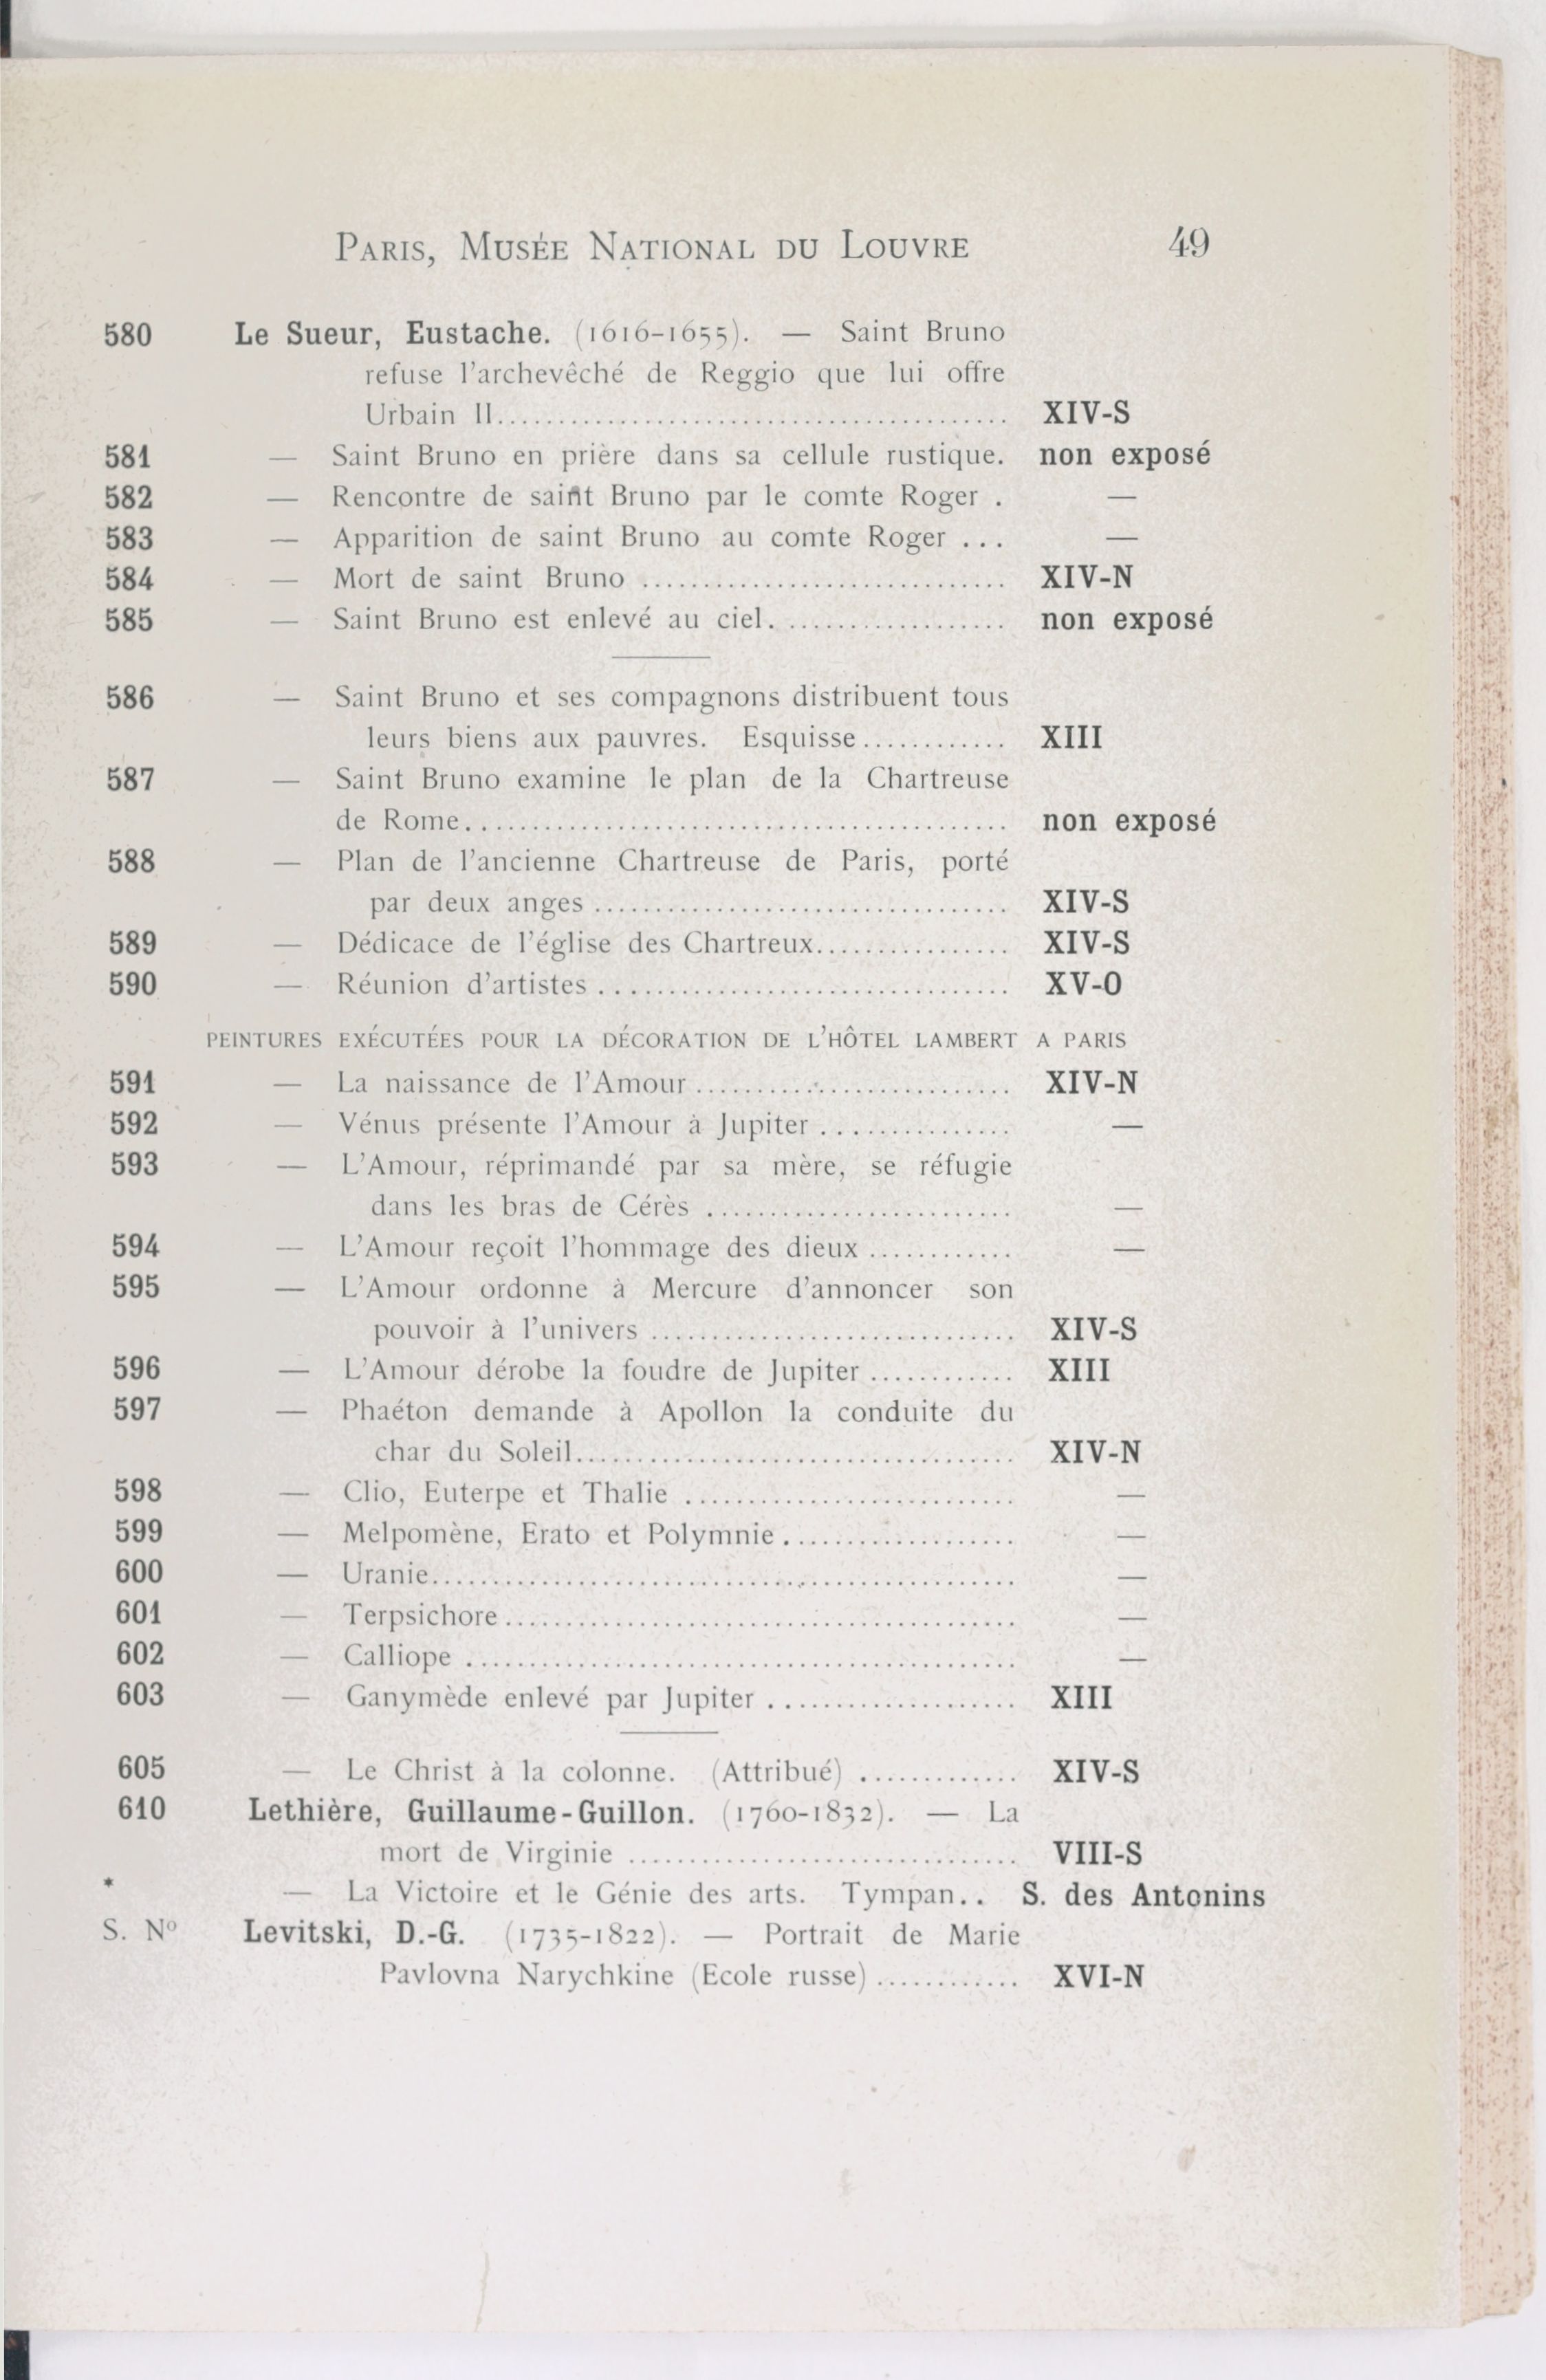 PARIS, MUSÉE NATIONAL DU LOUVRE 49
580 Le Sueur, Eustache. (1616-1655). — Saint Bruno
refuse l'archevêché de Reggio que lui offre
Urbain II........................................ XIV-S
581 — Saint Bruno en prière dans sa cellule rustique. non exposé
582 — Rencontre de saint Bruno par le comte Roger . —
583 — Apparition de saint Bruno au comte Roger ... —
584 — Mort de saint Bruno .............................. XIV-N
585 — Saint Bruno est enlevé au ciel. .................. non exposé
586 — Saint Bruno et ses compagnons distribuent tous
leurs biens aux pauvres. Esquisse............ XIII
587 — Saint Bruno examine le plan de la Chartreuse
de Rome........................................... non exposé
588 — Plan de l'ancienne Chartreuse de Paris, porté
par deux anges .................................. XIV-S
589 — Dédicace de l'église des Chartreux................ XIV-S
590 — Réunion d'artistes .................................. XV-O
PEINTURES EXÉCUTÉES POUR LA DÉCORATION DE L'HÔTEL LAMBERT A PARIS
591 — La naissance de l'Amour.......................... XIV-N
592 — Vénus présente l'Amour à Jupiter ................ —
593 — L'Amour, réprimandé par sa mère, se réfugie
dans les bras de Cérès ......................... —
594 — L'Amour reçoit l'hommage des dieux ............ —
595 — L'Amour ordonne à Mercure d'annoncer son
pouvoir à l'univers .............................. XIV-S
596 — L'Amour dérobe la foudre de Jupiter ............ XIII
597 — Phaéton demande à Apollon la conduite du
char du Soleil.................................... XIV-N
598 — Clio, Euterpe et Thalie ........................... —
599 — Melpomène, Erato et Polymnie................... —
600 — Uranie................................................ —
601 — Terpsichore.......................................... —
602 — Calliope ............................................. —
603 — Ganymède enlevé par Jupiter ..................... XIII
605 — Le Christ à la colonne. (Attribué) ............. XIV-S
610 Lethière, Guillaume-Guillon. (1760-1832). — La
mort de Virginie ................................ VIII-S
* — La Victoire et le Génie des arts. Tympan.. S. des Antonins
S. Nº Levitski, D.-G. (1735-1822). — Portrait de Marie
Pavlovna Narychkine (Ecole russe) ............ XVI-N